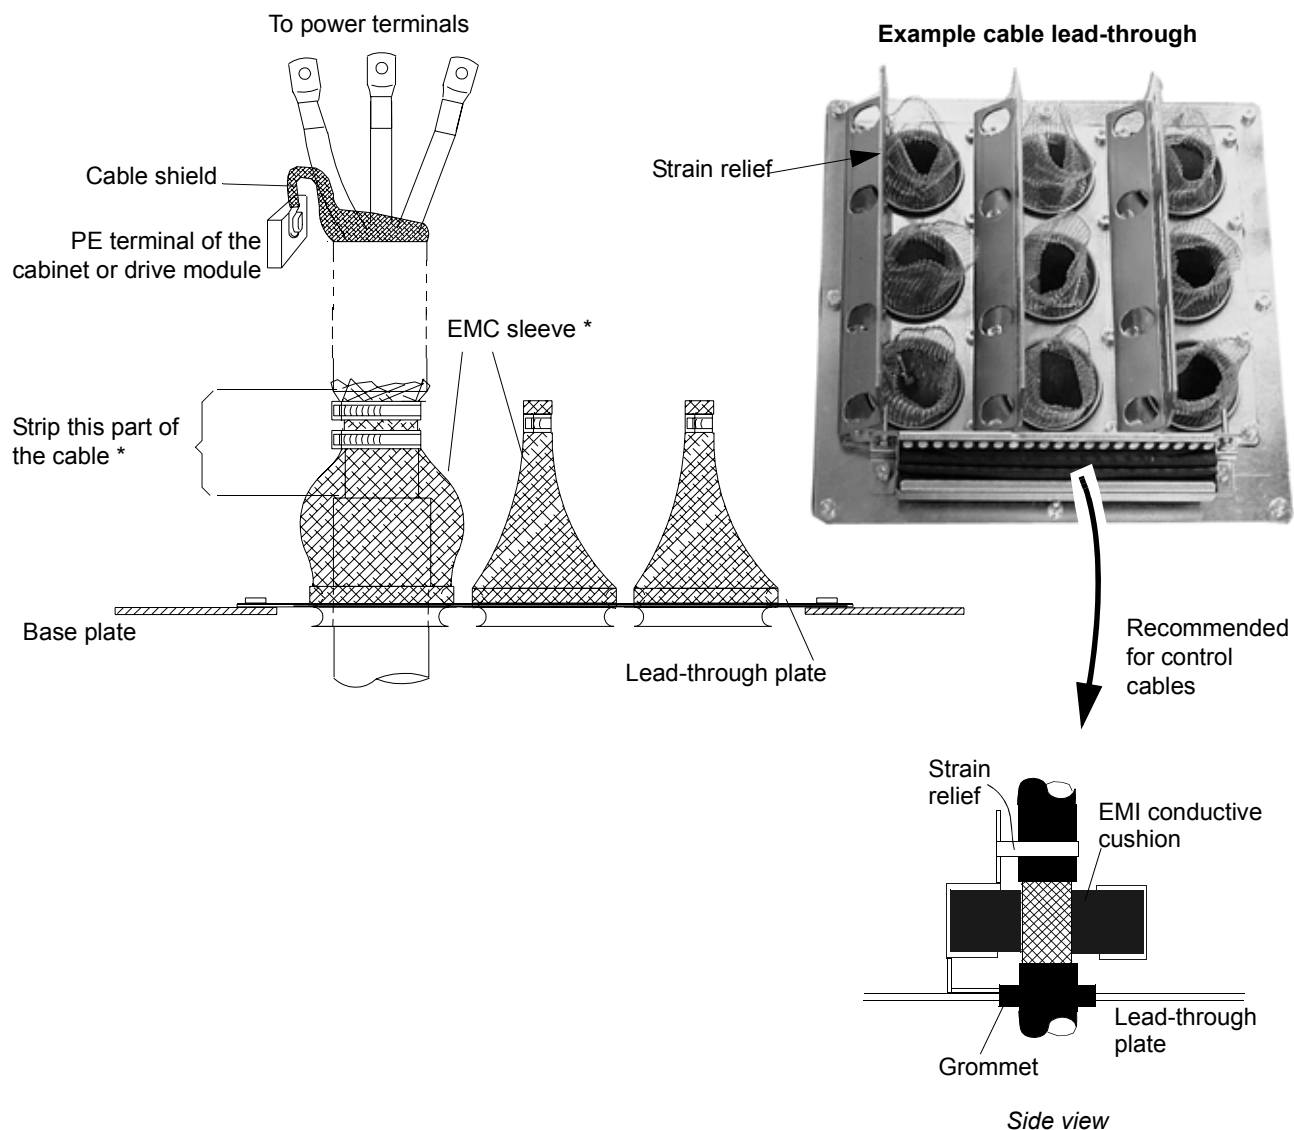 To power terminals
Example cable lead-through
Cable shield
Strain relief
PE terminal of the
cabinet or drive module
EMC sleeve *
Strip this part of
the cable *
Base plate
Lead-through plate
Recommended
for control
cables
Strain
relief
EMI conductive
cushion
Lead-through
plate
Grommet
Side view